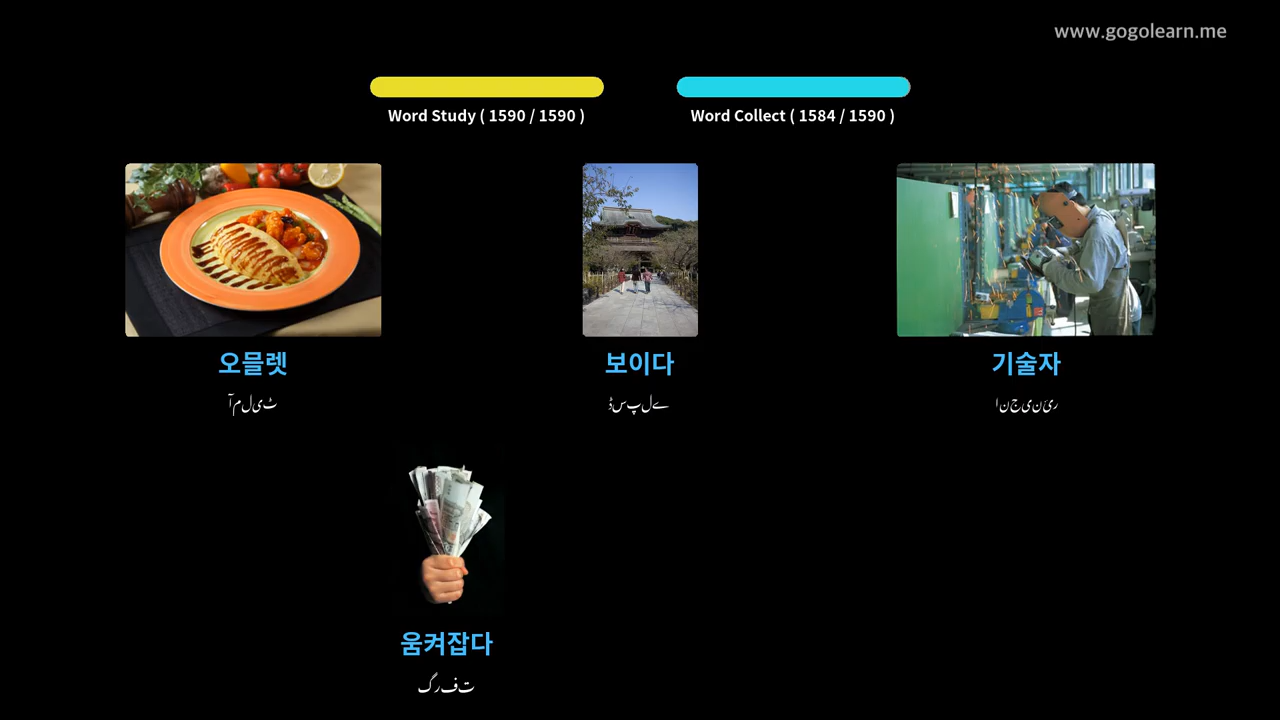 www.gogolearn.me
Word Study ( 1590 / 1590 )
Word Collect ( 1584 / 1590 )
오믈렛
آملیٹ
보이다
ڈسپلے
기술자
انجینئر
움켜잡다
گرفت